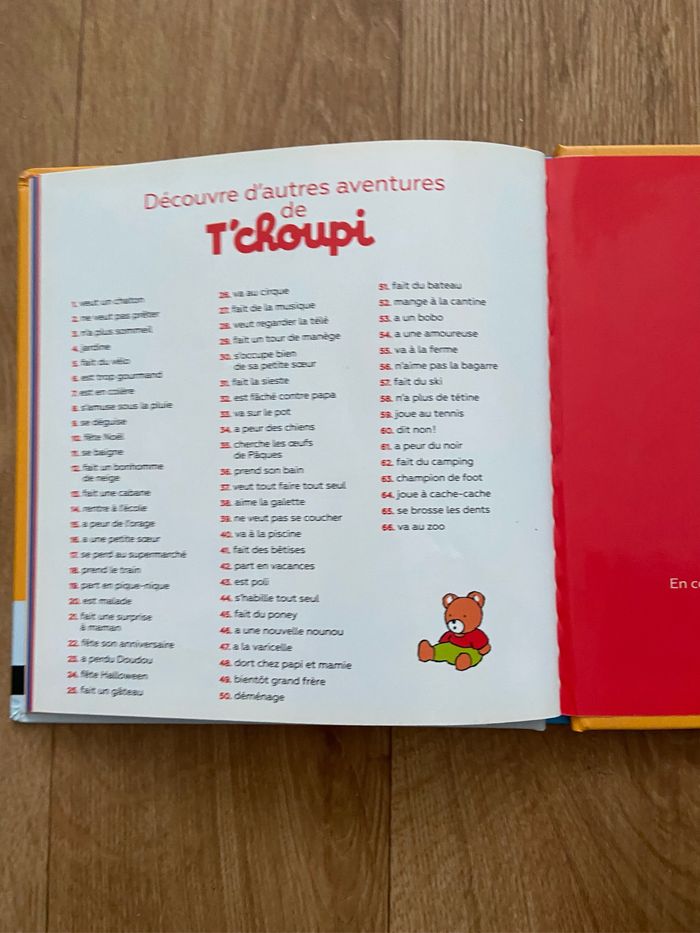 Découvre d'autres aventures
de
T'choupi
1. veut un chaton
2. ne veut pas prêter
3. n'a plus sommeil
4. jardine
5. fait du vélo
6. est trop gourmand
7. est en colère
8. s'amuse sous la pluie
9. se déguise
10. fête Noël
11. se baigne
12. fait un bonhomme
de neige
13. fait une cabane
14. rentre à l'école
15. a peur de l'orage
16. a une petite sœur
17. se perd au supermarché
18. prend le train
19. part en pique-nique
20. est malade
21. fait une surprise
à maman
22. fête son anniversaire
23. a perdu Doudou
24. fête Halloween
25. fait un gâteau
26. va au cirque
27. fait de la musique
28. veut regarder la télé
29. fait un tour de manège
30. s'occupe bien
de sa petite sœur
31. fait la sieste
32. est fâché contre papa
33. va sur le pot
34. a peur des chiens
35. cherche les œufs
de Pâques
36. prend son bain
37. veut tout faire tout seul
38. aime la galette
39. ne veut pas se coucher
40. va à la piscine
41. fait des bêtises
42. part en vacances
43. est poli
44. s'habille tout seul
45. fait du poney
46. a une nouvelle nounou
47. a la varicelle
48. dort chez papi et mamie
49. bientôt grand frère
50. déménage
51. fait du bateau
52. mange à la cantine
53. a un bobo
54. a une amoureuse
55. va à la ferme
56. n'aime pas la bagarre
57. fait du ski
58. n'a plus de tétine
59. joue au tennis
60. dit non !
61. a peur du noir
62. fait du camping
63. champion de foot
64. joue à cache-cache
65. se brosse les dents
66. va au zoo
En